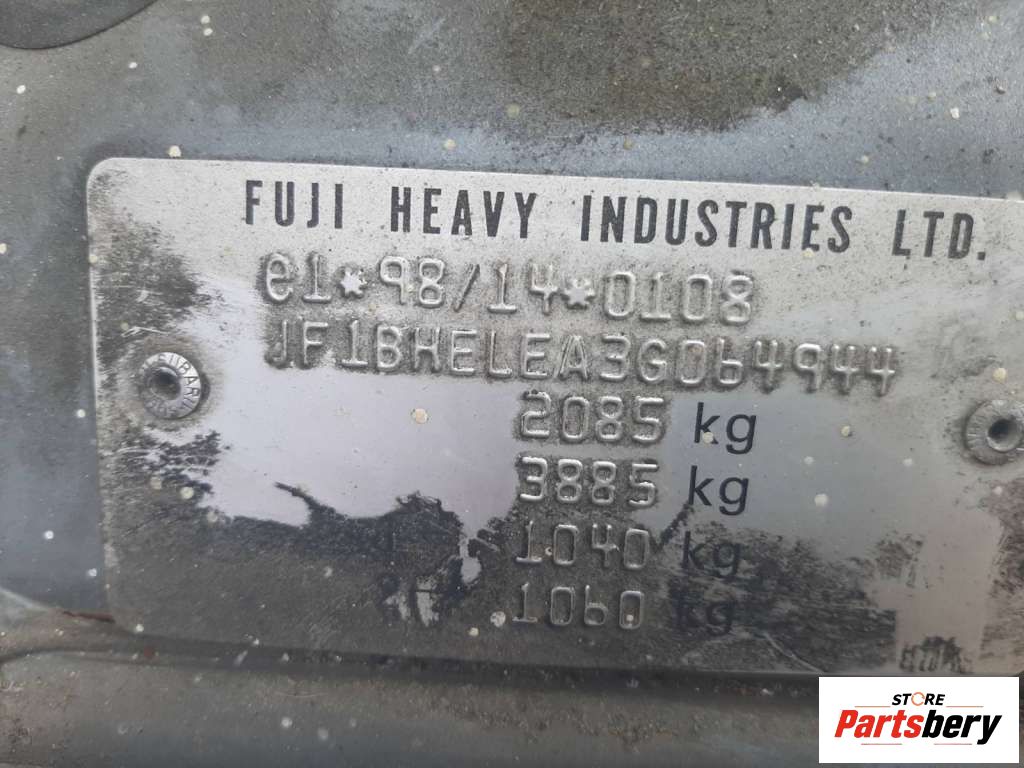 FUJI HEAVY INDUSTRIES LTD.
e1*98/14*0108
JF1BHELEA3G064944
2085 kg
3885 kg
1040 kg
1060 kg
STORE
Partsbery